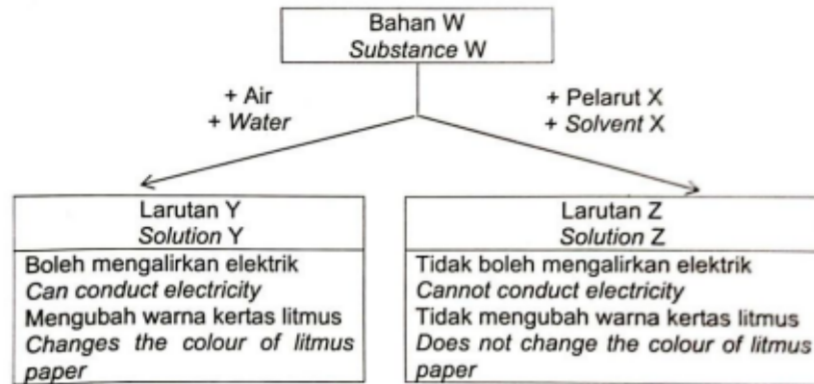 Bahan W
Substance W
+ Air
+ Water
+ Pelarut X
+ Solvent X
Larutan Y
Solution Y
Boleh mengalirkan elektrik
Can conduct electricity
Mengubah warna kertas litmus
Changes the colour of litmus
paper
Larutan Z
Solution Z
Tidak boleh mengalirkan elektrik
Cannot conduct electricity
Tidak mengubah warna kertas litmus
Does not change the colour of litmus
paper